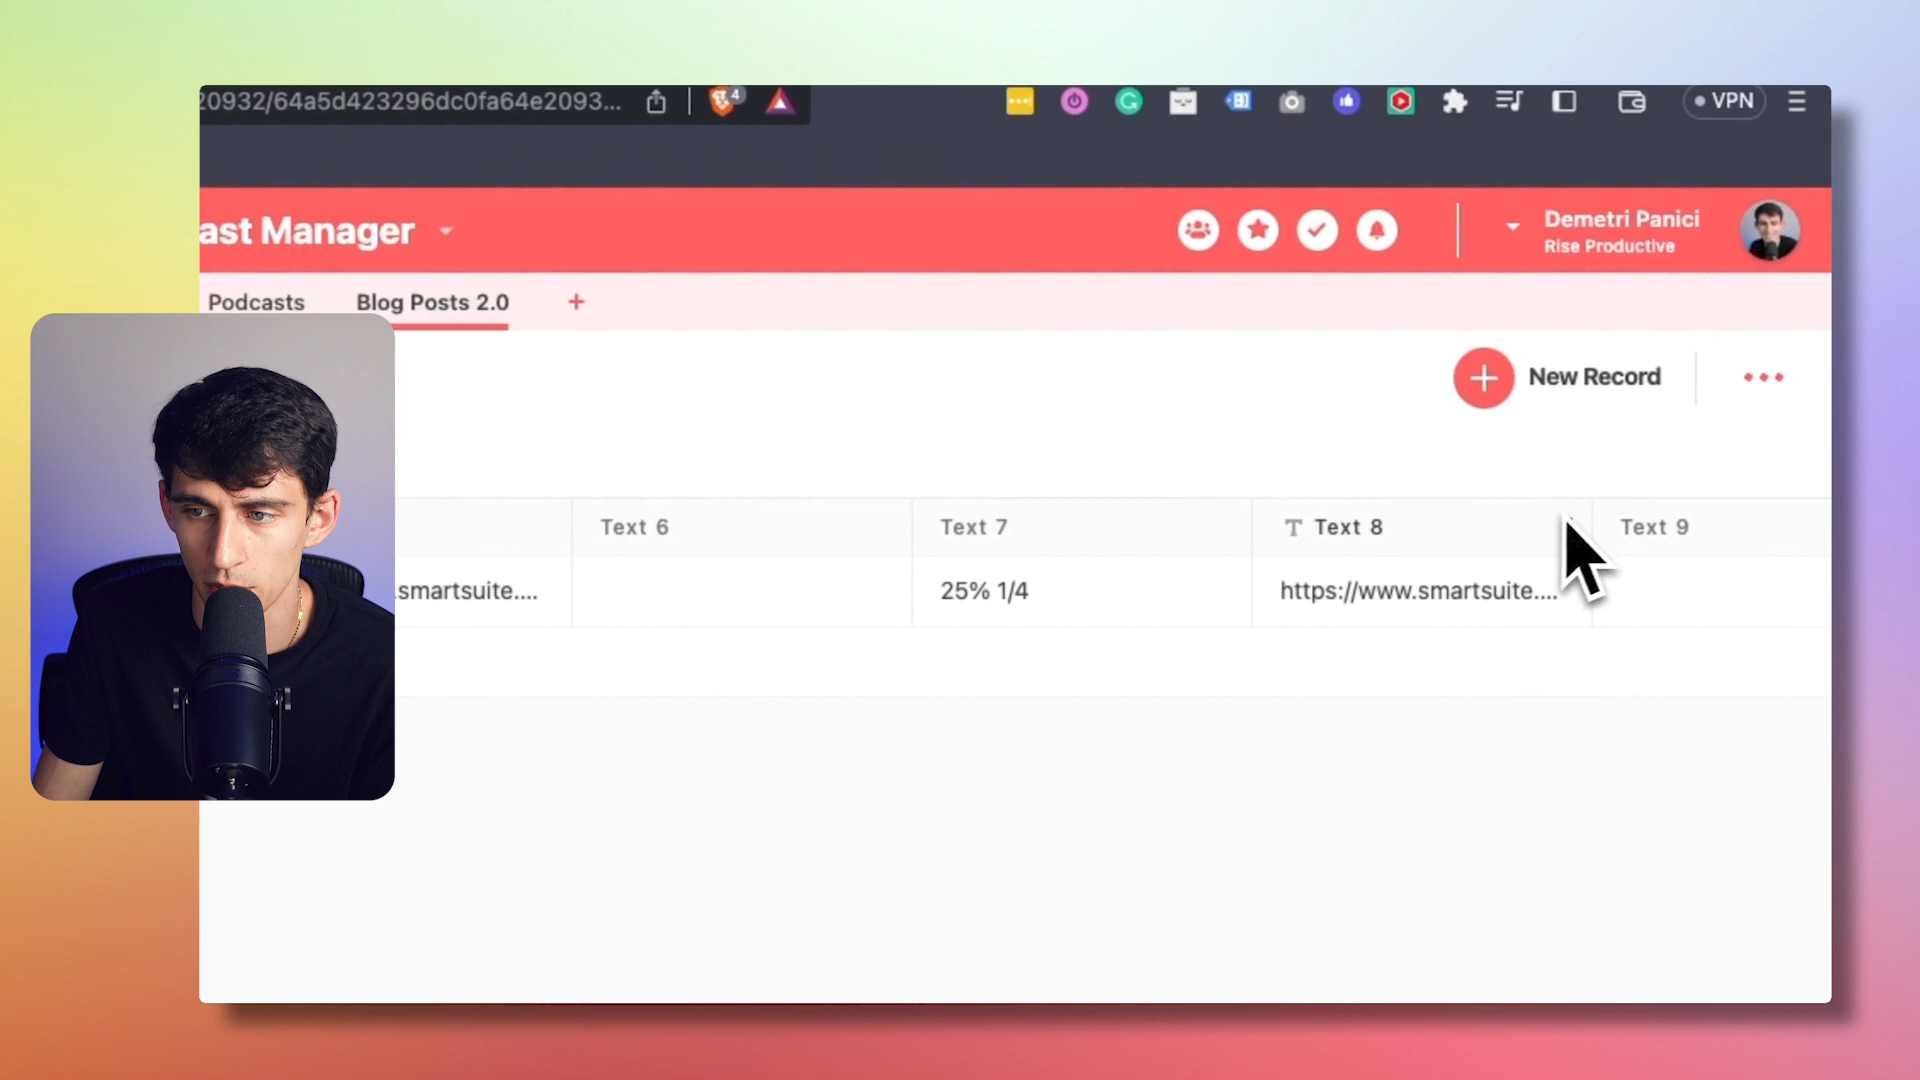 20932/64a5d423296dc0fa64e2093...
4
VPN
ast Manager
Demetri Panici
Rise Productive
Podcasts
Blog Posts 2.0
+
New Record
Text 6
Text 7
T Text 8
Text 9
.smartsuite....
25% 1/4
https://www.smartsuite....